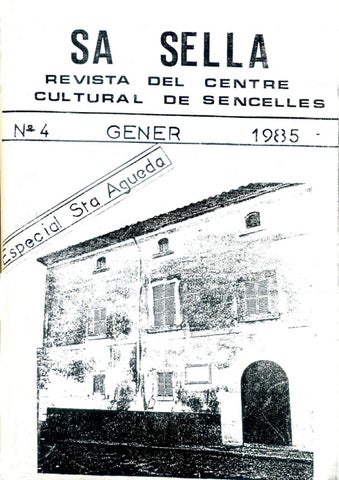 SA SELLA
REVISTA DEL CENTRE
CULTURAL DE SENCELLES
Nº 4 GENER 1985
Especial Sta Agueda